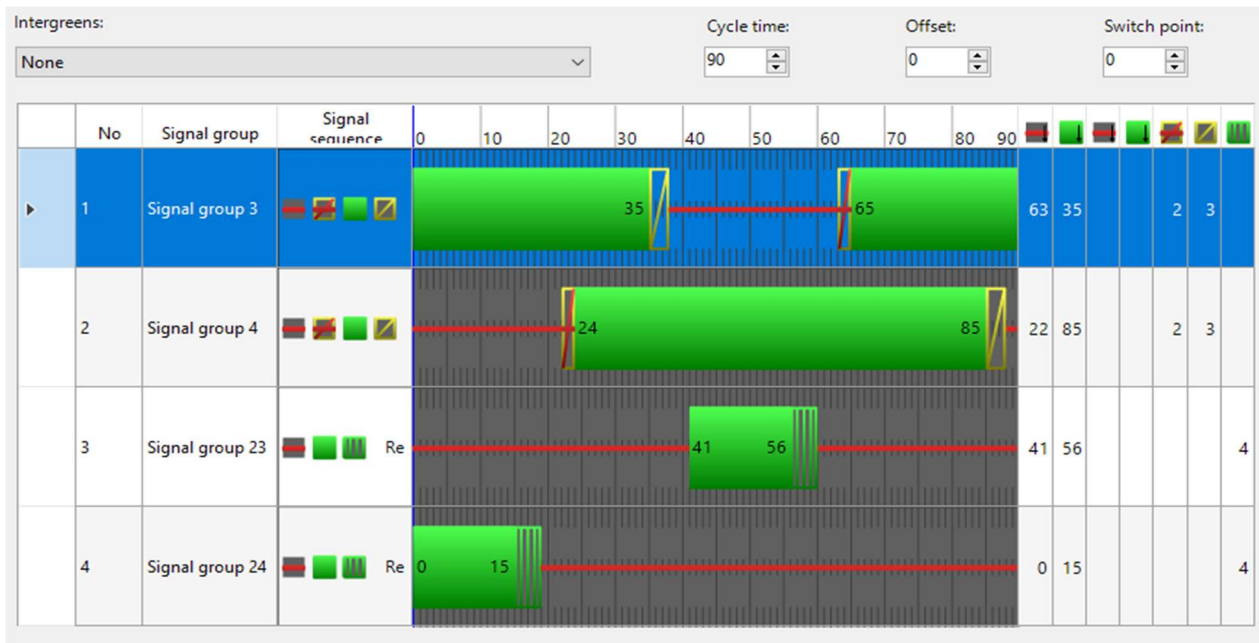 Intergreens:
Cycle time:
Offset:
Switch point:
None
90
0
0
No
Signal group
Signal sequence
0 10 20 30 40 50 60 70 80 90
1 Signal group 3 35 65 63 35 2 3
2 Signal group 4 24 85 22 85 2 3
3 Signal group 23 Re 41 56 41 56 4
4 Signal group 24 Re 0 15 0 15 4